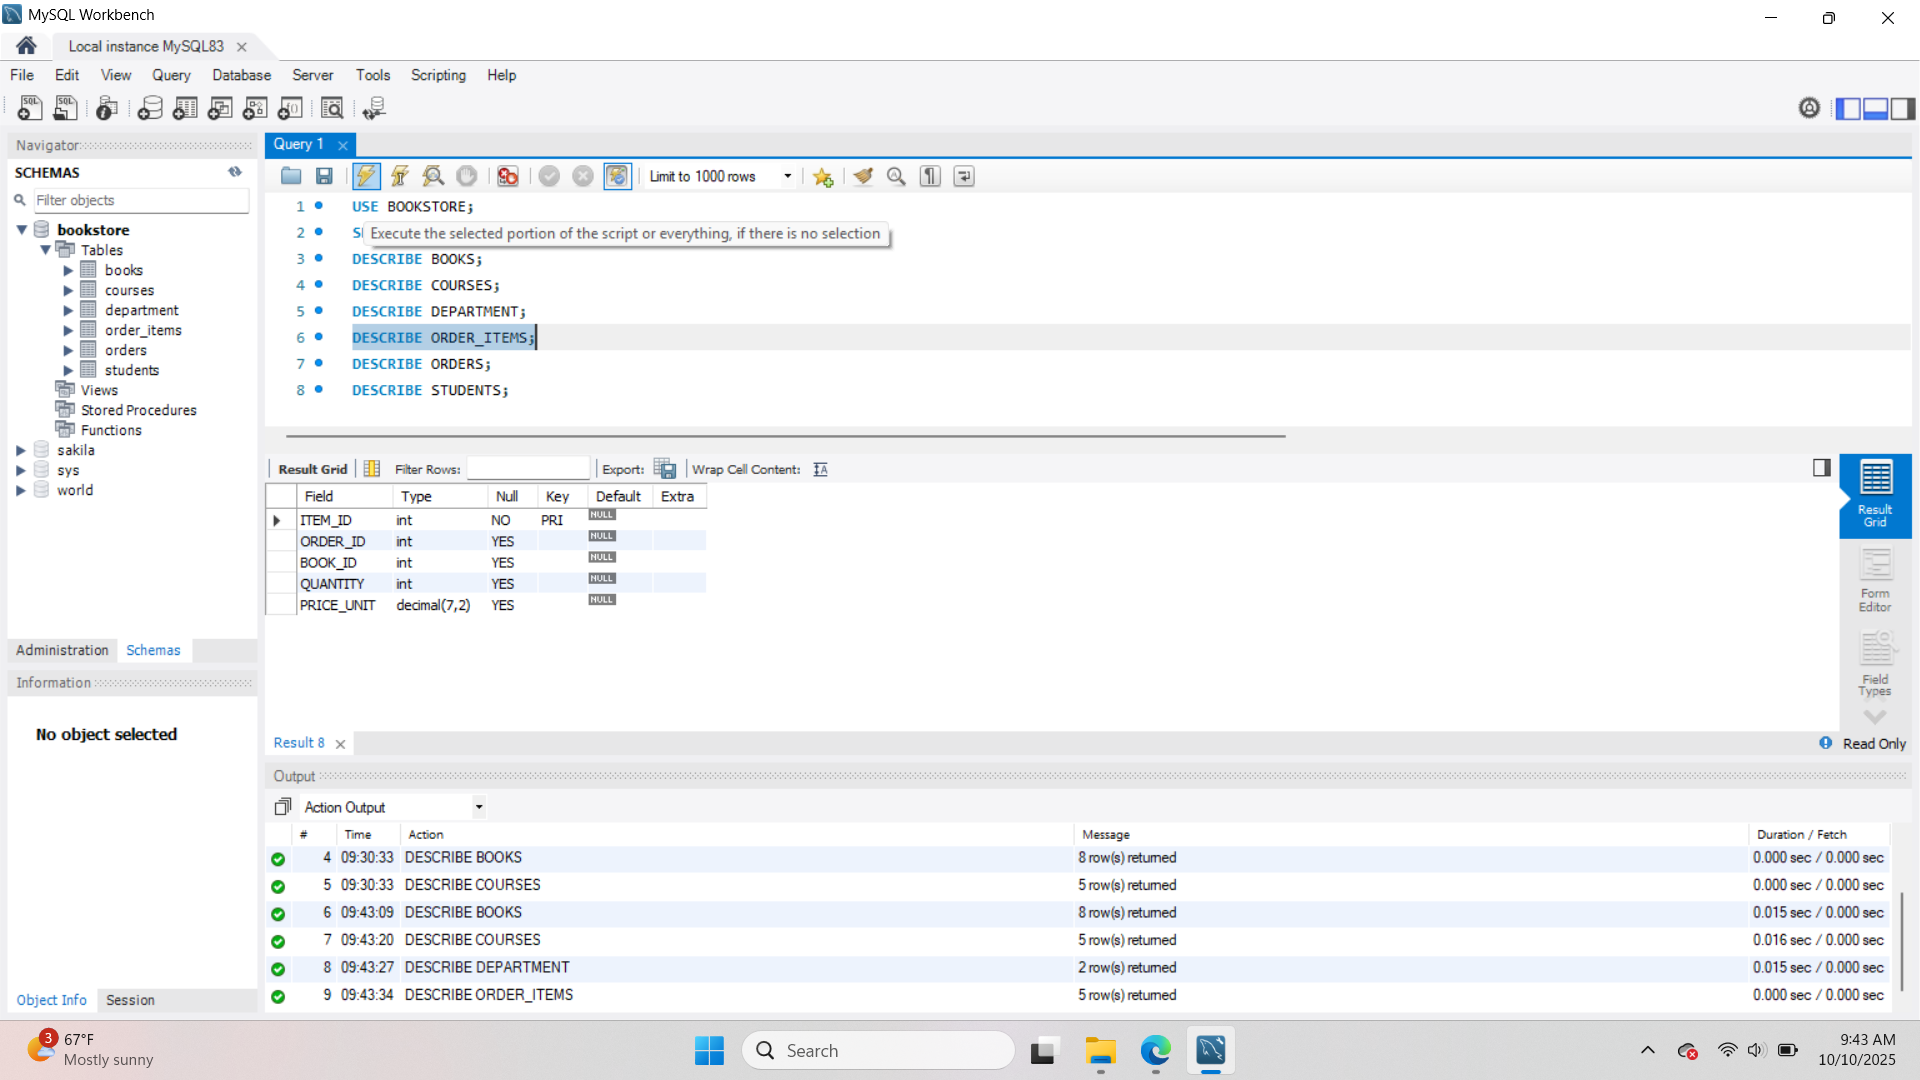 MySQL Workbench
Local instance MySQL83
File Edit View Query Database Server Tools Scripting Help
Navigator
SCHEMAS
Filter objects
bookstore
Tables
books
courses
department
order_items
orders
students
Views
Stored Procedures
Functions
sakila
sys
world
Administration Schemas
Information
No object selected
Object Info Session
Query 1
Limit to 1000 rows
1 USE BOOKSTORE;
2
Execute the selected portion of the script or everything, if there is no selection
3 DESCRIBE BOOKS;
4 DESCRIBE COURSES;
5 DESCRIBE DEPARTMENT;
6 DESCRIBE ORDER_ITEMS;
7 DESCRIBE ORDERS;
8 DESCRIBE STUDENTS;
Result Grid Filter Rows: Export: Wrap Cell Content:
Field Type Null Key Default Extra
ITEM_ID int NO PRI NULL
ORDER_ID int YES NULL
BOOK_ID int YES NULL
QUANTITY int YES NULL
PRICE_UNIT decimal(7,2) YES NULL
Result
Grid
Form
Editor
Field
Types
Result 8
Read Only
Output
Action Output
# Time Action Message Duration / Fetch
4 09:30:33 DESCRIBE BOOKS 8 row(s) returned 0.000 sec / 0.000 sec
5 09:30:33 DESCRIBE COURSES 5 row(s) returned 0.000 sec / 0.000 sec
6 09:43:09 DESCRIBE BOOKS 8 row(s) returned 0.015 sec / 0.000 sec
7 09:43:20 DESCRIBE COURSES 5 row(s) returned 0.016 sec / 0.000 sec
8 09:43:27 DESCRIBE DEPARTMENT 2 row(s) returned 0.015 sec / 0.000 sec
9 09:43:34 DESCRIBE ORDER_ITEMS 5 row(s) returned 0.000 sec / 0.000 sec
3
67°F
Mostly sunny
Search
9:43 AM
10/10/2025